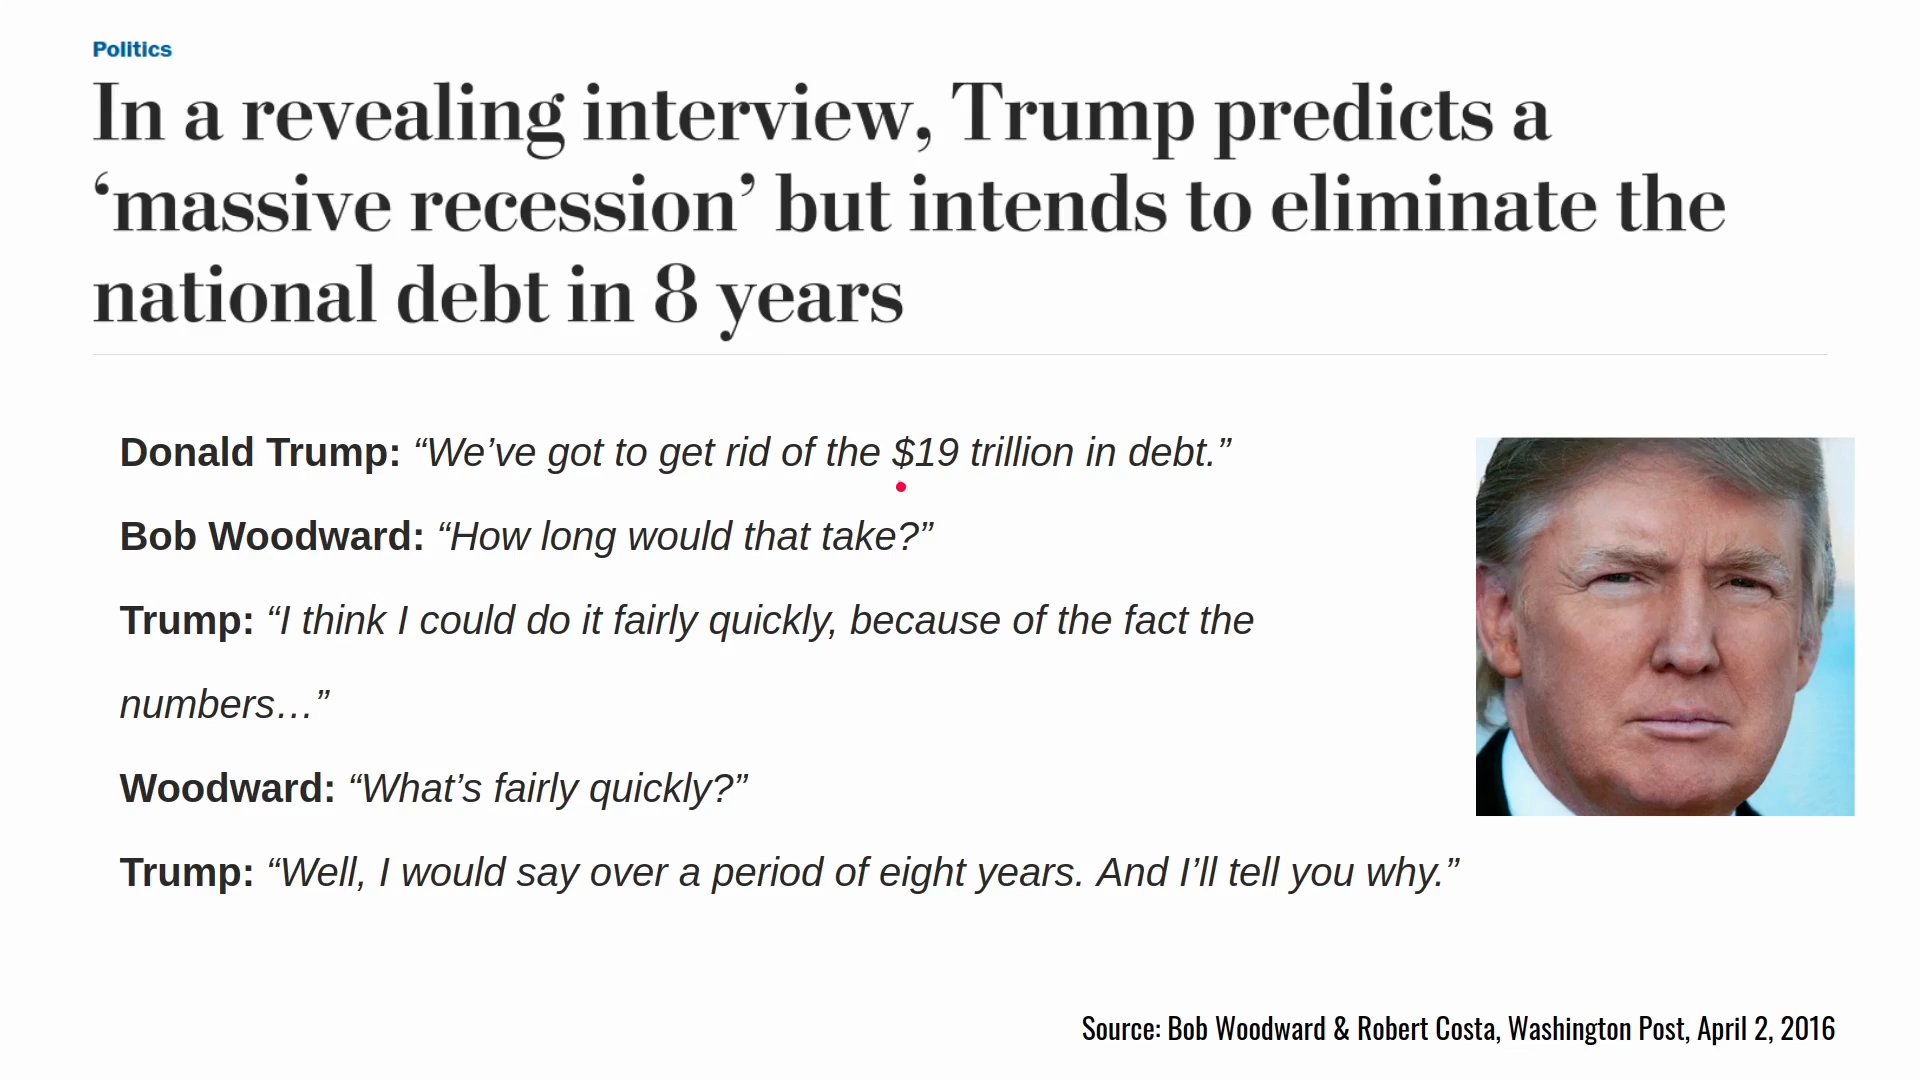 Politics
In a revealing interview, Trump predicts a
‘massive recession’ but intends to eliminate the
national debt in 8 years
Donald Trump: “We’ve got to get rid of the $19 trillion in debt.”
Bob Woodward: “How long would that take?”
Trump: “I think I could do it fairly quickly, because of the fact the
numbers…”
Woodward: “What’s fairly quickly?”
Trump: “Well, I would say over a period of eight years. And I’ll tell you why.”
Source: Bob Woodward & Robert Costa, Washington Post, April 2, 2016